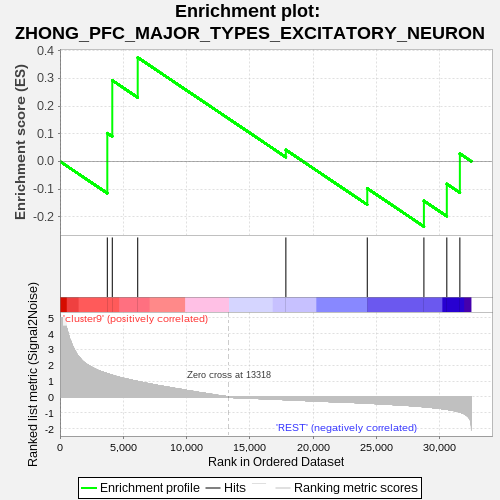 Enrichment plot:
ZHONG_PFC_MAJOR_TYPES_EXCITATORY_NEURON
Enrichment score (ES)
0.4
0.3
0.2
0.1
0.0
-0.1
-0.2
Ranked list metric (Signal2Noise)
5
4
3
2
1
0
-1
-2
'cluster9' (positively correlated)
Zero cross at 13318
'REST' (negatively correlated)
0 5,000 10,000 15,000 20,000 25,000 30,000
Rank in Ordered Dataset
Enrichment profile Hits Ranking metric scores